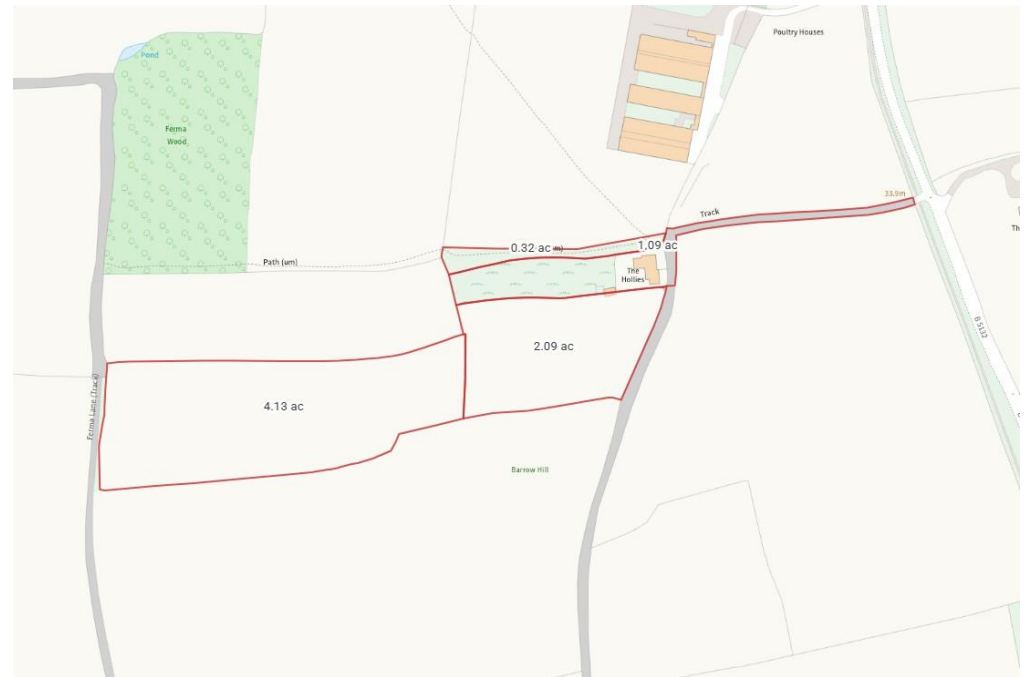 Poultry Houses
Pond
Ferma
Wood
33.9m
Track
Th
0.32 ac m)
1.09 ac
Path (um)
The
Hollies
B 5132
2.09 ac
4.13 ac
Ferma Lane (Track)
Barrow Hill